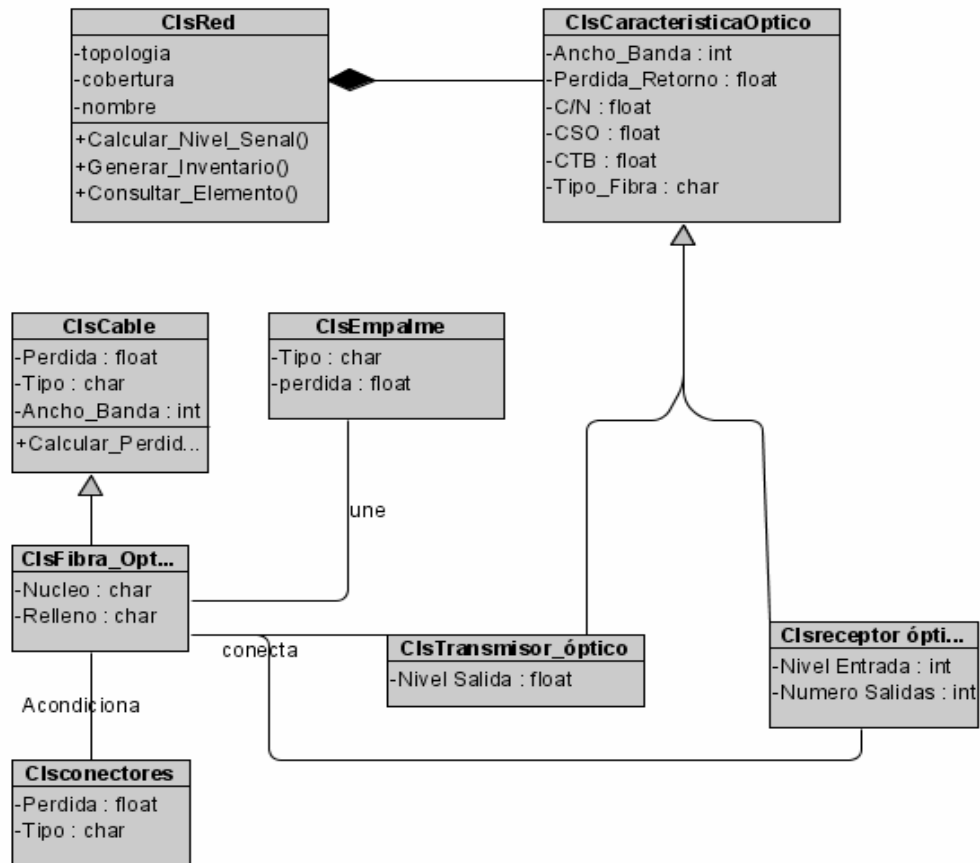 ClsRed
-topologia
-cobertura
-nombre
+Calcular_Nivel_Senal()
+Generar_Inventario()
+Consultar_Elemento()
ClsCaracteristicaOptico
-Ancho_Banda : int
-Perdida_Retorno : float
-C/N : float
-CSO : float
-CTB : float
-Tipo_Fibra : char
ClsCable
-Perdida : float
-Tipo : char
-Ancho_Banda : int
+Calcular_Perdid...
ClsEmpalme
-Tipo : char
-perdida : float
une
ClsFibra_Opt...
-Nucleo : char
-Relleno : char
conecta
ClsTransmisor_óptico
-Nivel Salida : float
Clsreceptor ópti...
-Nivel Entrada : int
-Numero Salidas : int
Acondiciona
Clsconectores
-Perdida : float
-Tipo : char